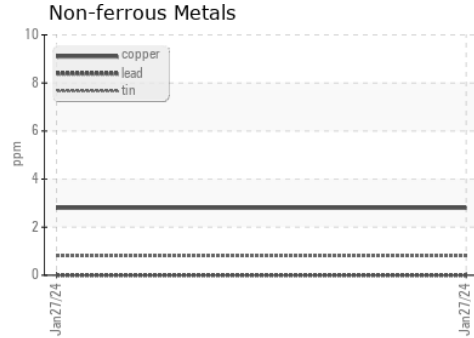 Non-ferrous Metals
10
8
6
4
2
0
ppm
copper
lead
tin
Jan27/24
Jan27/24